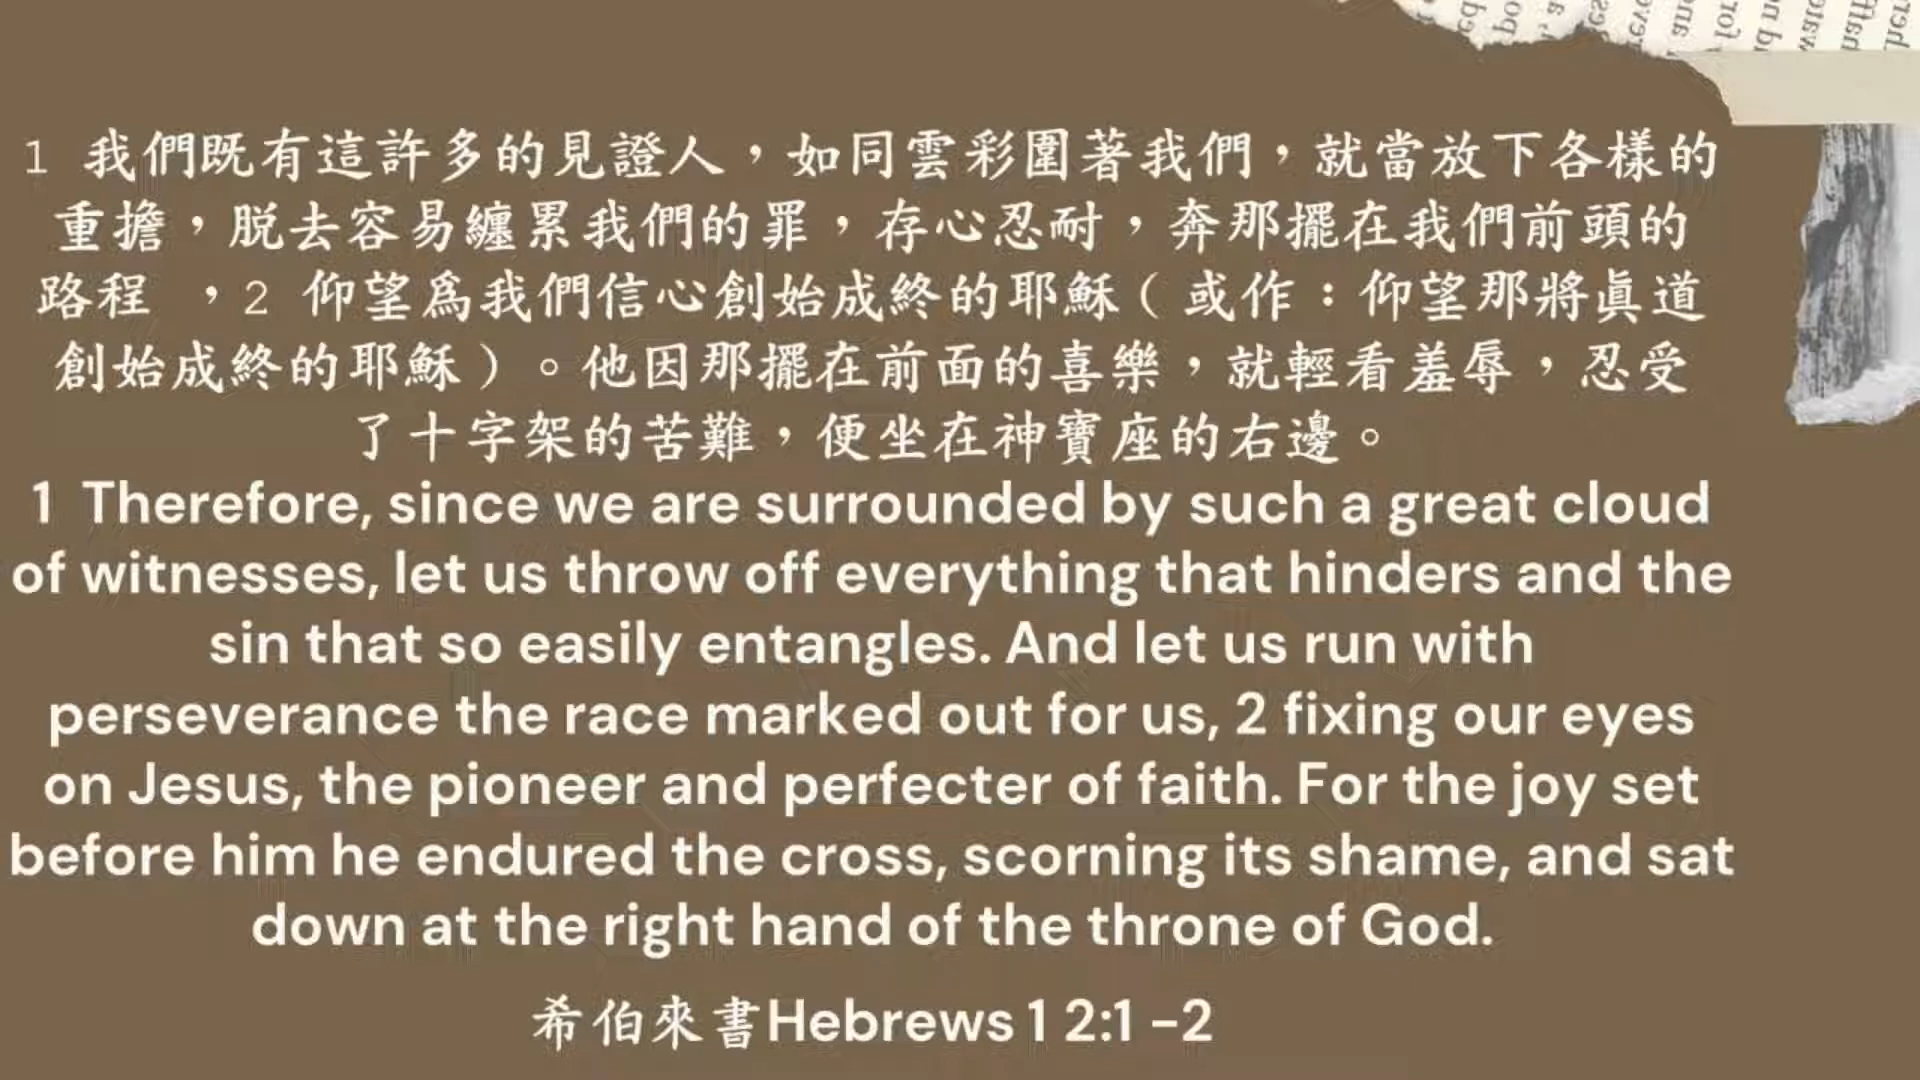 1 我們既有這許多的見證人，如同雲彩圍著我們，就當放下各樣的
重擔，脱去容易纏累我們的罪，存心忍耐，奔那擺在我們前頭的
路程 ，2 仰望爲我們信心創始成終的耶穌（ 或作：仰望那將眞道
創始成終的耶穌）。他因那擺在前面的喜樂，就輕看羞辱，忍受
了十字架的苦難，便坐在神寶座的右邊。
1 Therefore, since we are surrounded by such a great cloud
of witnesses, let us throw off everything that hinders and the
sin that so easily entangles. And let us run with
perseverance the race marked out for us, 2 fixing our eyes
on Jesus, the pioneer and perfecter of faith. For the joy set
before him he endured the cross, scorning its shame, and sat
down at the right hand of the throne of God.
希伯來書Hebrews 1 2:1 -2